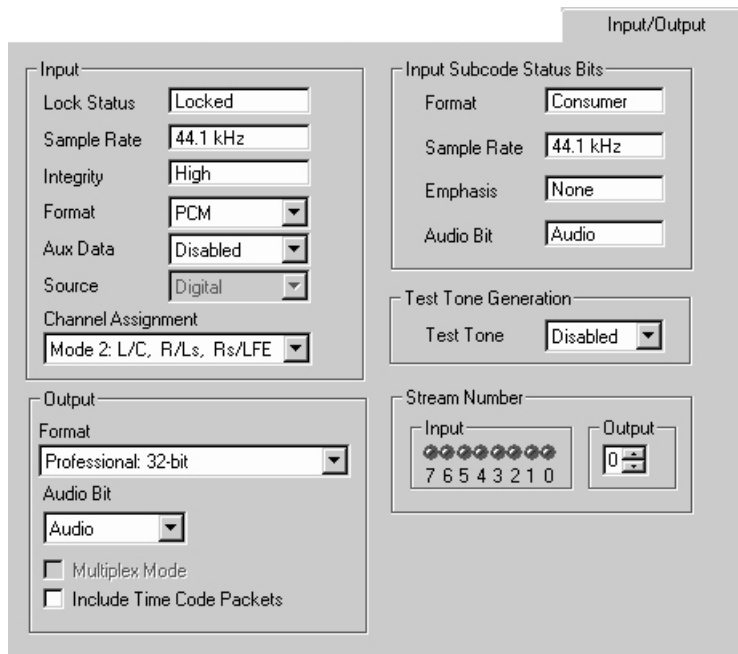 Input/Output
Input
Lock Status Locked
Sample Rate 44.1 kHz
Integrity High
Format PCM
Aux Data Disabled
Source Digital
Channel Assignment
Mode 2: L/C, R/Ls, Rs/LFE
Input Subcode Status Bits
Format Consumer
Sample Rate 44.1 kHz
Emphasis None
Audio Bit Audio
Test Tone Generation
Test Tone Disabled
Output
Format
Professional: 32-bit
Audio Bit
Audio
Multiplex Mode
Include Time Code Packets
Stream Number
Input
7 6 5 4 3 2 1 0
Output
0